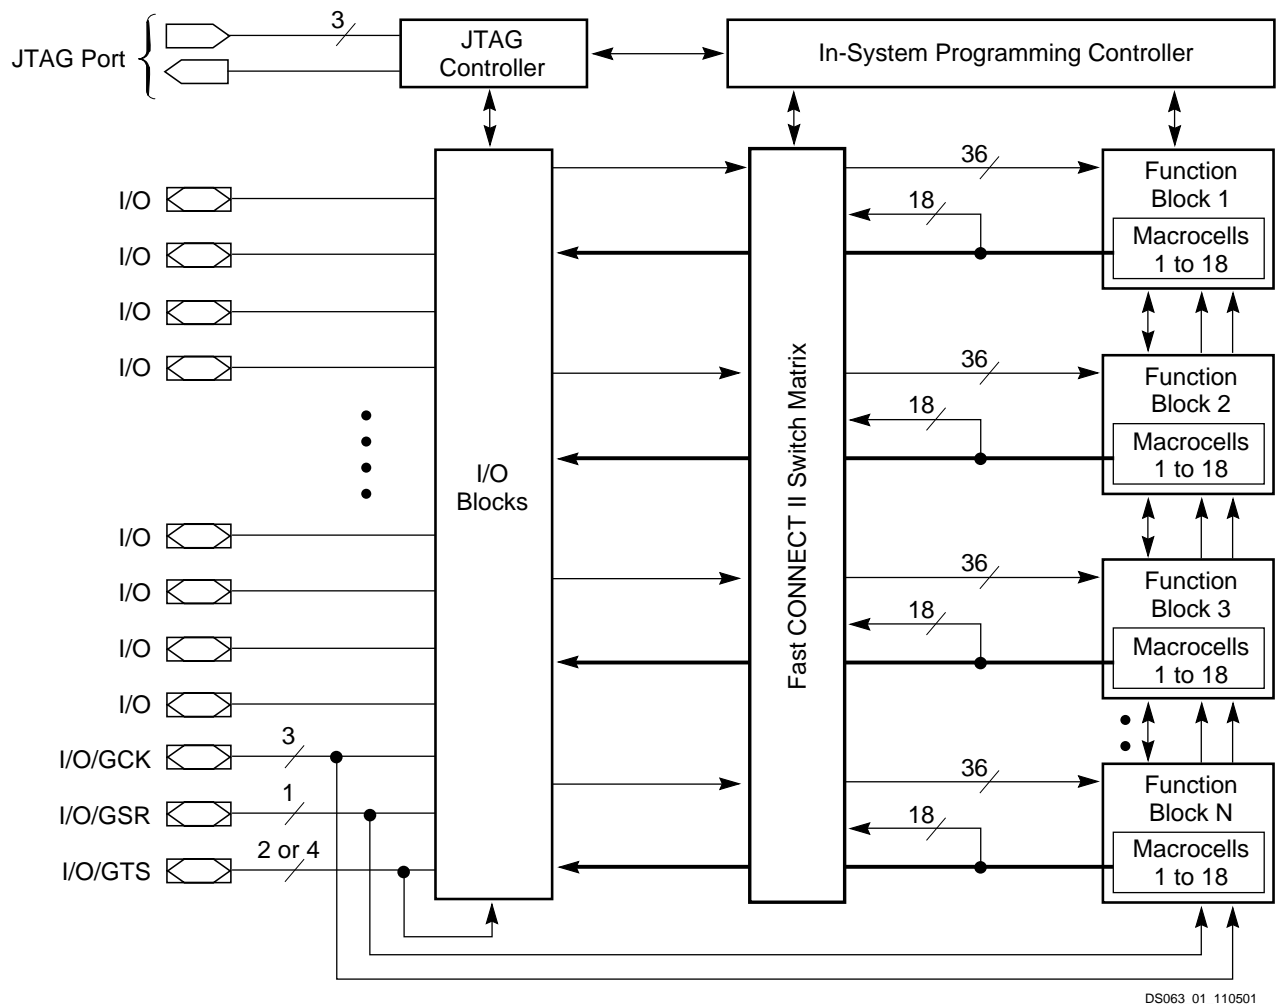 3
JTAG Port
JTAG
Controller
In-System Programming Controller
I/O
I/O
I/O
I/O
I/O
I/O
I/O
I/O
I/O/GCK
3
I/O/GSR
1
I/O/GTS
2 or 4
I/O
Blocks
Fast CONNECT II Switch Matrix
36
18
Function
Block 1
Macrocells
1 to 18
36
18
Function
Block 2
Macrocells
1 to 18
36
18
Function
Block 3
Macrocells
1 to 18
36
18
Function
Block N
Macrocells
1 to 18
DS063_01_110501